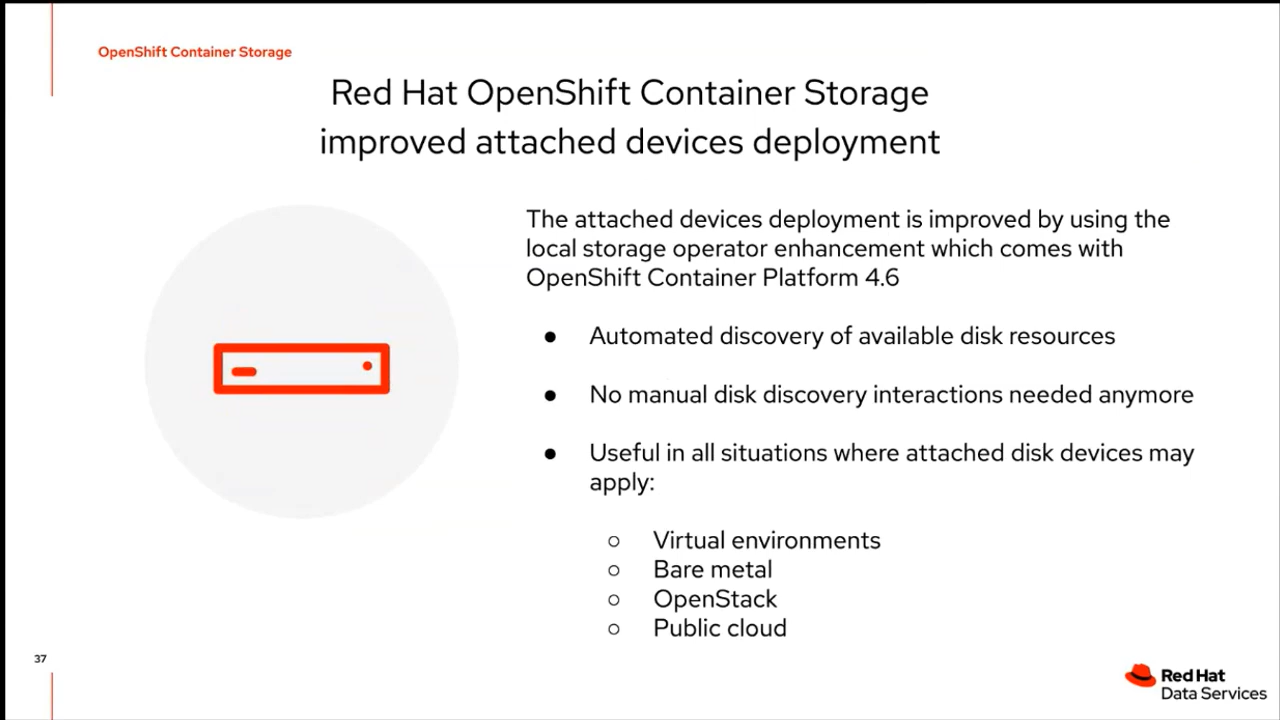 OpenShift Container Storage
Red Hat OpenShift Container Storage
improved attached devices deployment
The attached devices deployment is improved by using the
local storage operator enhancement which comes with
OpenShift Container Platform 4.6
● Automated discovery of available disk resources
● No manual disk discovery interactions needed anymore
● Useful in all situations where attached disk devices may
apply:
○ Virtual environments
○ Bare metal
○ OpenStack
○ Public cloud
37
Red Hat
Data Services